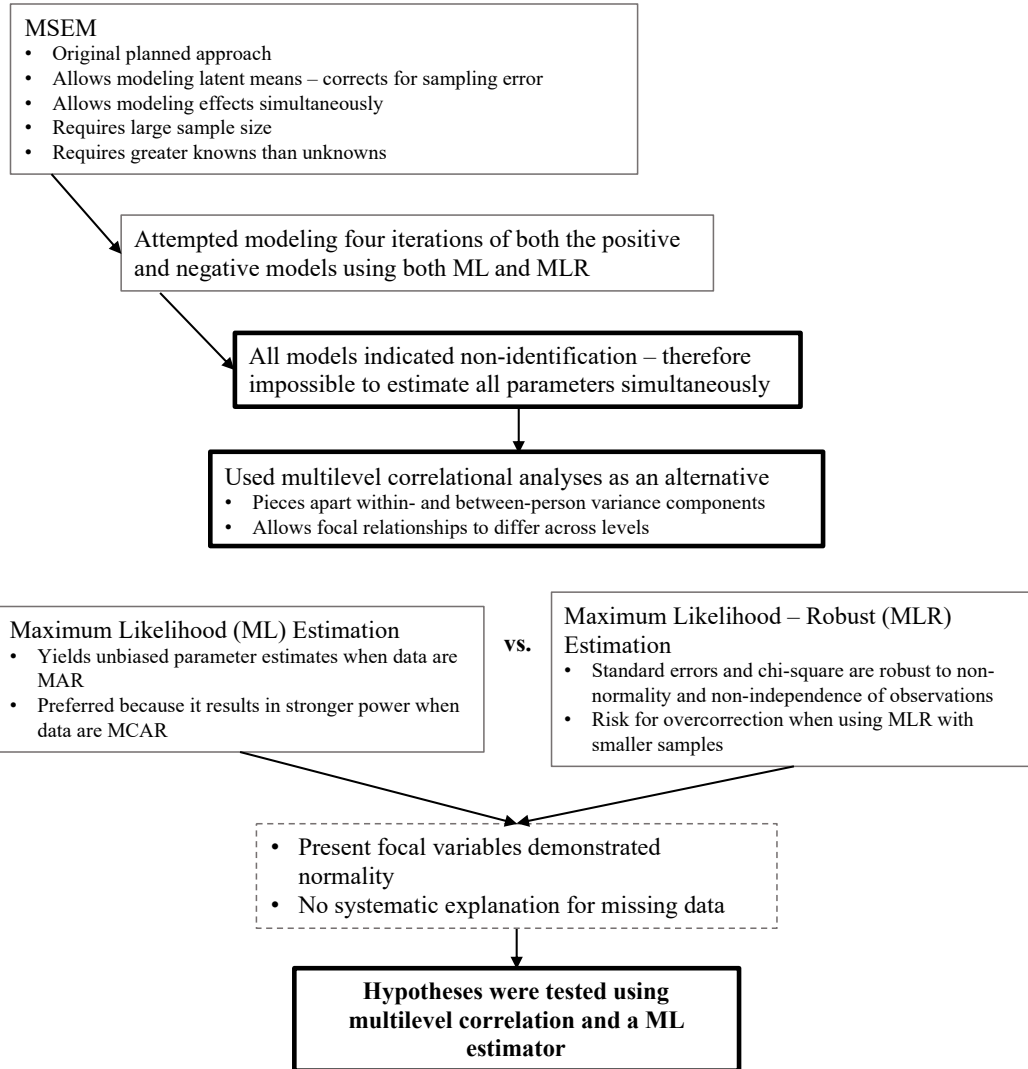 MSEM
• Original planned approach
• Allows modeling latent means – corrects for sampling error
• Allows modeling effects simultaneously
• Requires large sample size
• Requires greater knowns than unknowns
Attempted modeling four iterations of both the positive
and negative models using both ML and MLR
All models indicated non-identification – therefore
impossible to estimate all parameters simultaneously
Used multilevel correlational analyses as an alternative
• Pieces apart within- and between-person variance components
• Allows focal relationships to differ across levels
Maximum Likelihood (ML) Estimation
• Yields unbiased parameter estimates when data are
MAR
• Preferred because it results in stronger power when
data are MCAR
vs.
Maximum Likelihood – Robust (MLR)
Estimation
• Standard errors and chi-square are robust to non-
normality and non-independence of observations
• Risk for overcorrection when using MLR with
smaller samples
• Present focal variables demonstrated
normality
• No systematic explanation for missing data
Hypotheses were tested using
multilevel correlation and a ML
estimator